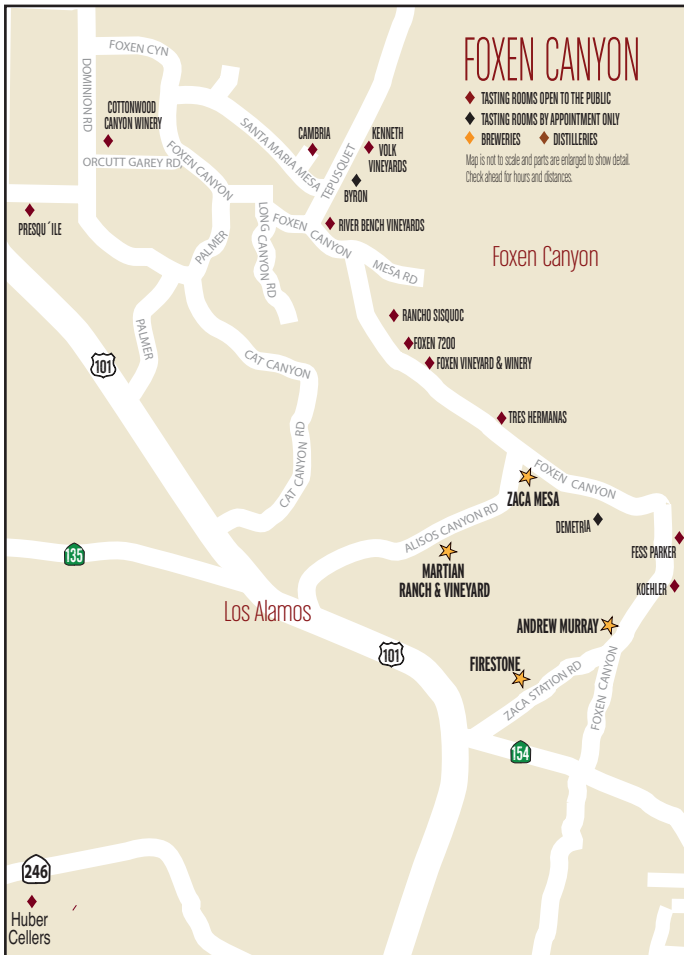 FOXEN CANYON
TASTING ROOMS OPEN TO THE PUBLIC
TASTING ROOMS BY APPOINTMENT ONLY
BREWERIES DISTILLERIES
Map is not to scale and parts are enlarged to show detail.
Check ahead for hours and distances.
FOXEN CYN
DOMINION RD
COTTONWOOD
CANYON WINERY
ORCUTT GAREY RD
SANTA MARIA MESA
CAMBRIA
KENNETH
VOLK
VINEYARDS
TEPUSQUET
BYRON
FOXEN CANYON
PRESQU´ILE
PALMER
LONG CANYON RD
FOXEN CANYON
RIVER BENCH VINEYARDS
MESA RD
Foxen Canyon
PALMER
101
RANCHO SISQUOC
FOXEN 7200
FOXEN VINEYARD & WINERY
CAT CANYON
CAT CANYON RD
TRES HERMANAS
FOXEN CANYON
ZACA MESA
ALISOS CANYON RD
DEMETRIA
135
FESS PARKER
MARTIAN
RANCH & VINEYARD
KOEHLER
Los Alamos
ANDREW MURRAY
101
FIRESTONE
ZACA STATION RD
FOXEN CANYON
154
246
Huber
Cellers